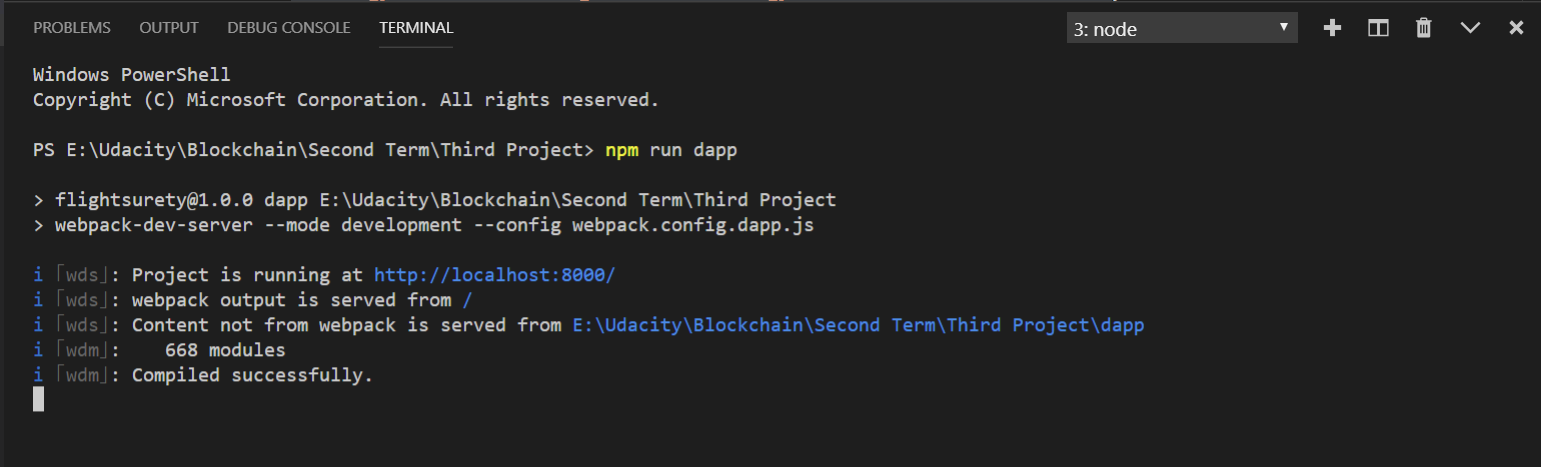 PROBLEMS OUTPUT DEBUG CONSOLE TERMINAL 3: node
Windows PowerShell
Copyright (C) Microsoft Corporation. All rights reserved.
PS E:\Udacity\Blockchain\Second Term\Third Project> npm run dapp
> flightsurety@1.0.0 dapp E:\Udacity\Blockchain\Second Term\Third Project
> webpack-dev-server --mode development --config webpack.config.dapp.js
i ｢wds｣: Project is running at http://localhost:8000/
i ｢wds｣: webpack output is served from /
i ｢wds｣: Content not from webpack is served from E:\Udacity\Blockchain\Second Term\Third Project\dapp
i ｢wdm｣:    668 modules
i ｢wdm｣: Compiled successfully.